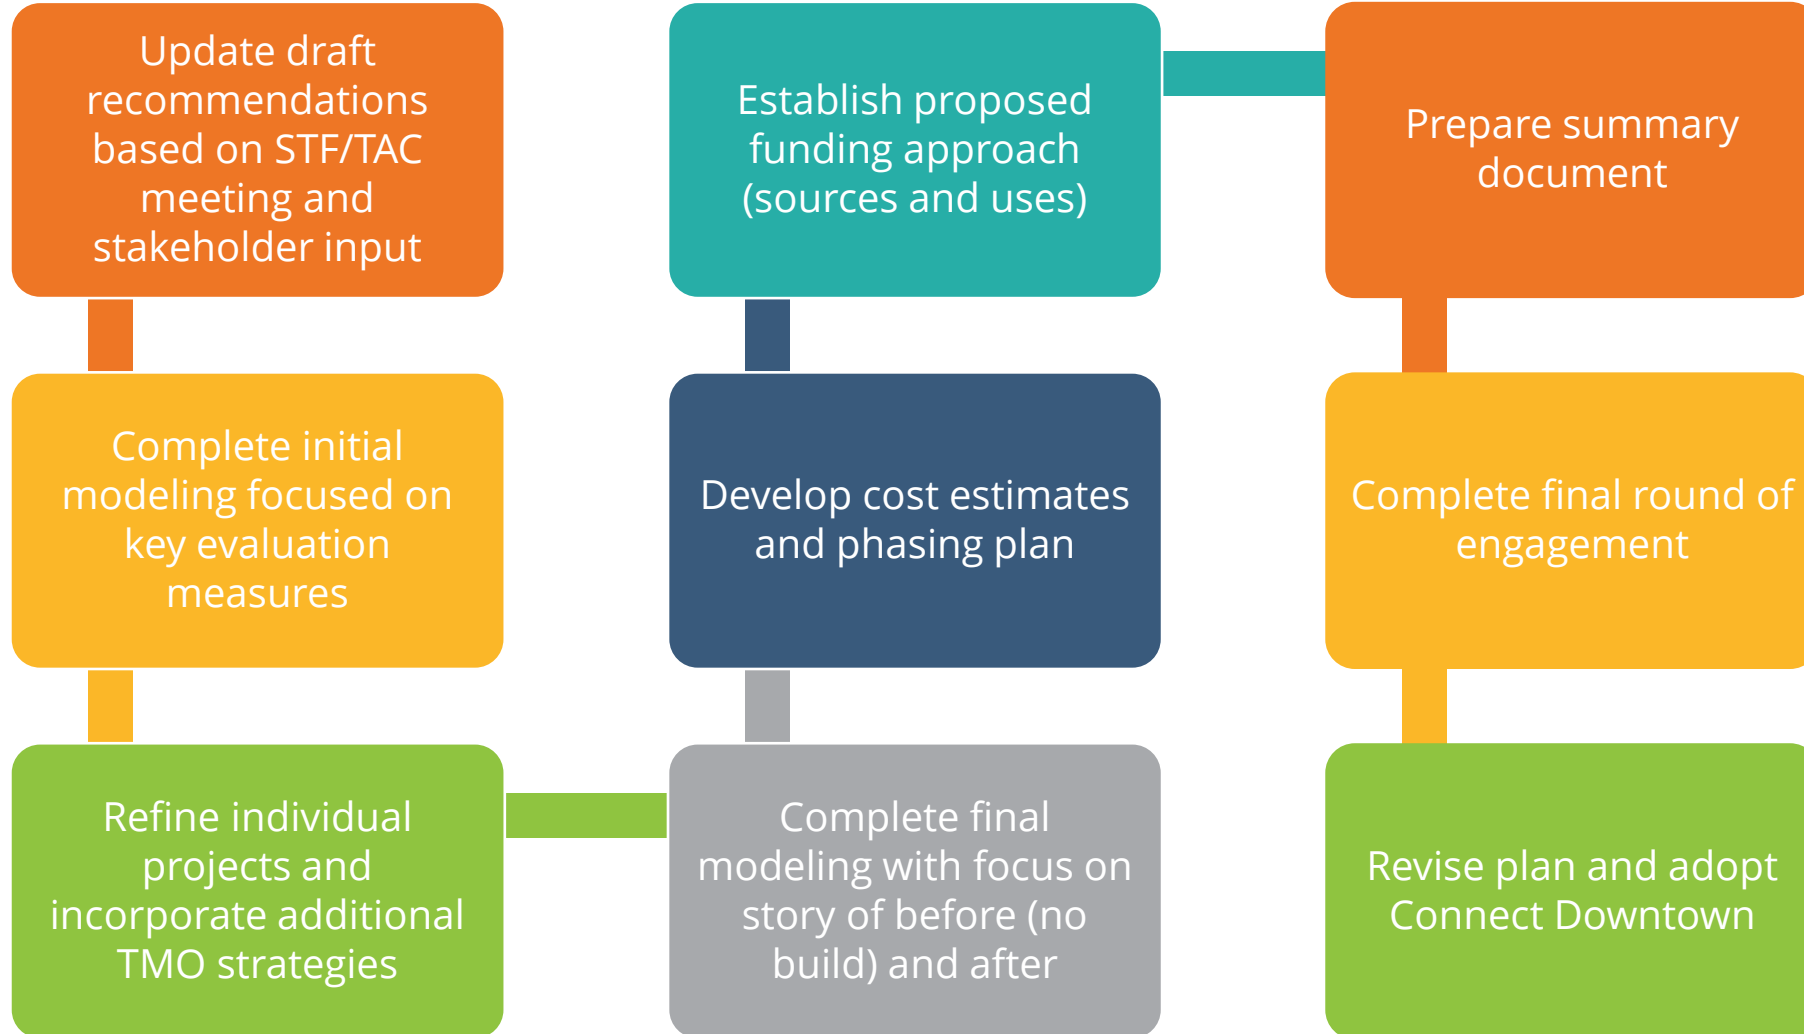 Update draft
recommendations
based on STF/TAC
meeting and
stakeholder input
Complete initial
modeling focused on
key evaluation
measures
Refine individual
projects and
incorporate additional
TMO strategies
Complete final
modeling with focus on
story of before (no
build) and after
Develop cost estimates
and phasing plan
Establish proposed
funding approach
(sources and uses)
Prepare summary
document
Complete final round of
engagement
Revise plan and adopt
Connect Downtown